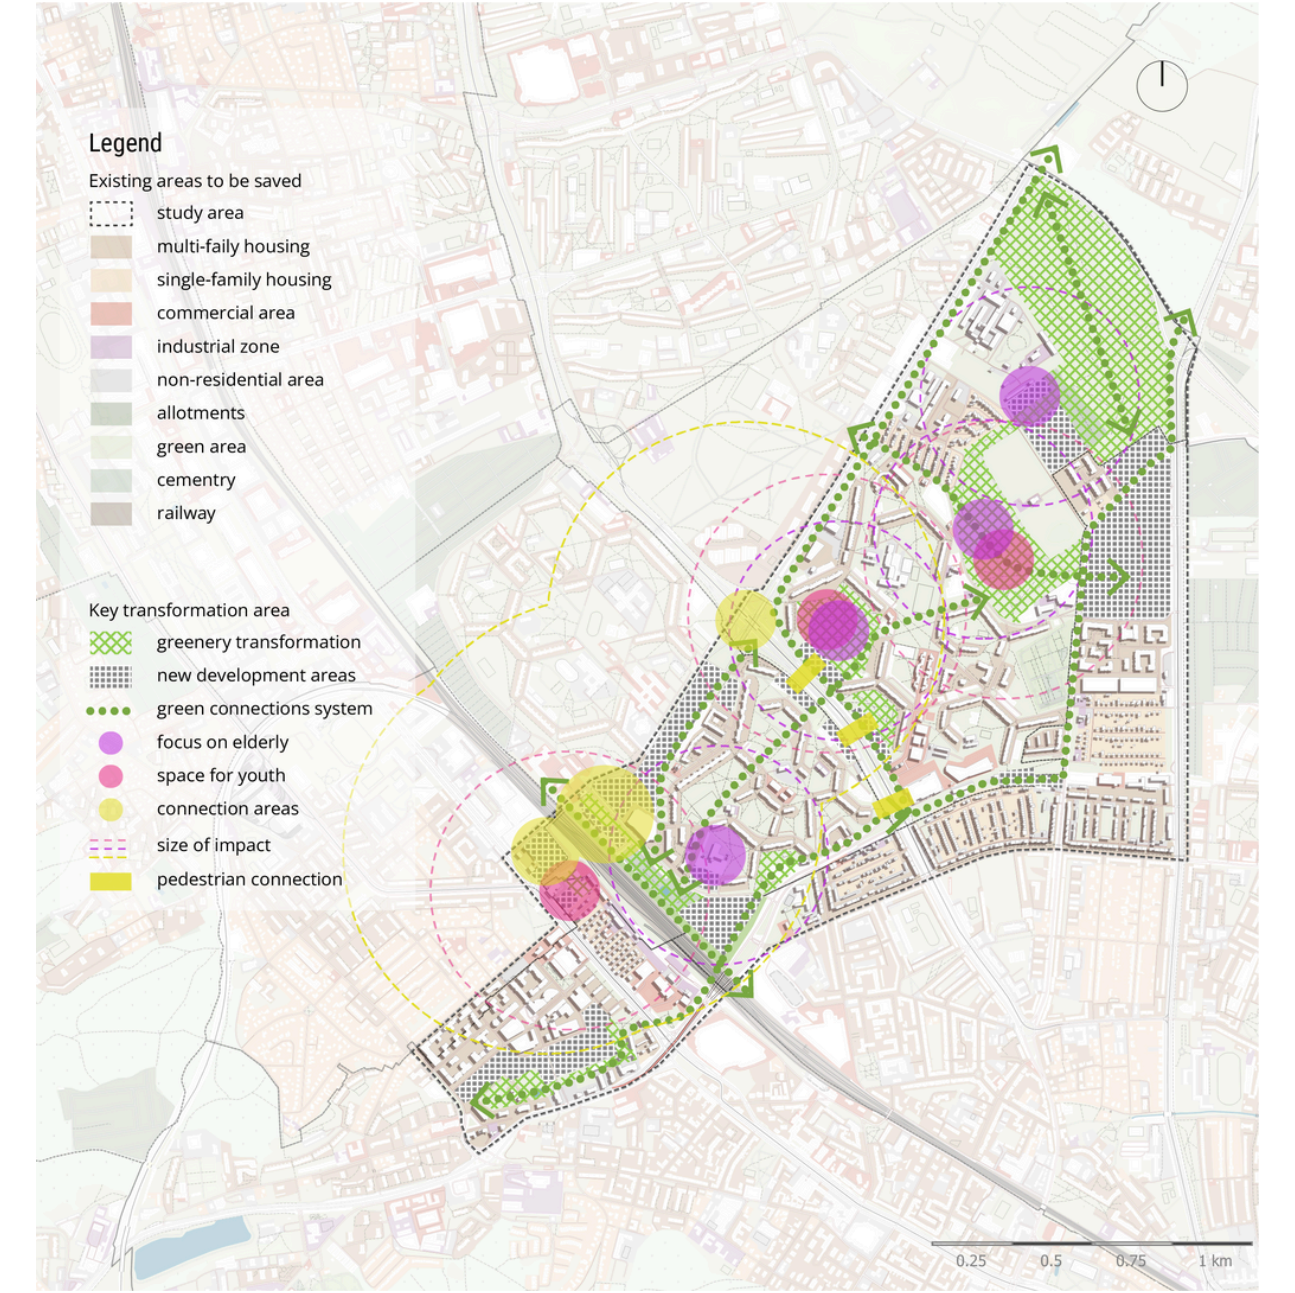 Legend
Existing areas to be saved
study area
multi-faily housing
single-family housing
commercial area
industrial zone
non-residential area
allotments
green area
cementry
railway
Key transformation area
greenery transformation
new development areas
green connections system
focus on elderly
space for youth
connection areas
size of impact
pedestrian connection
0.25 0.5 0.75 1 km